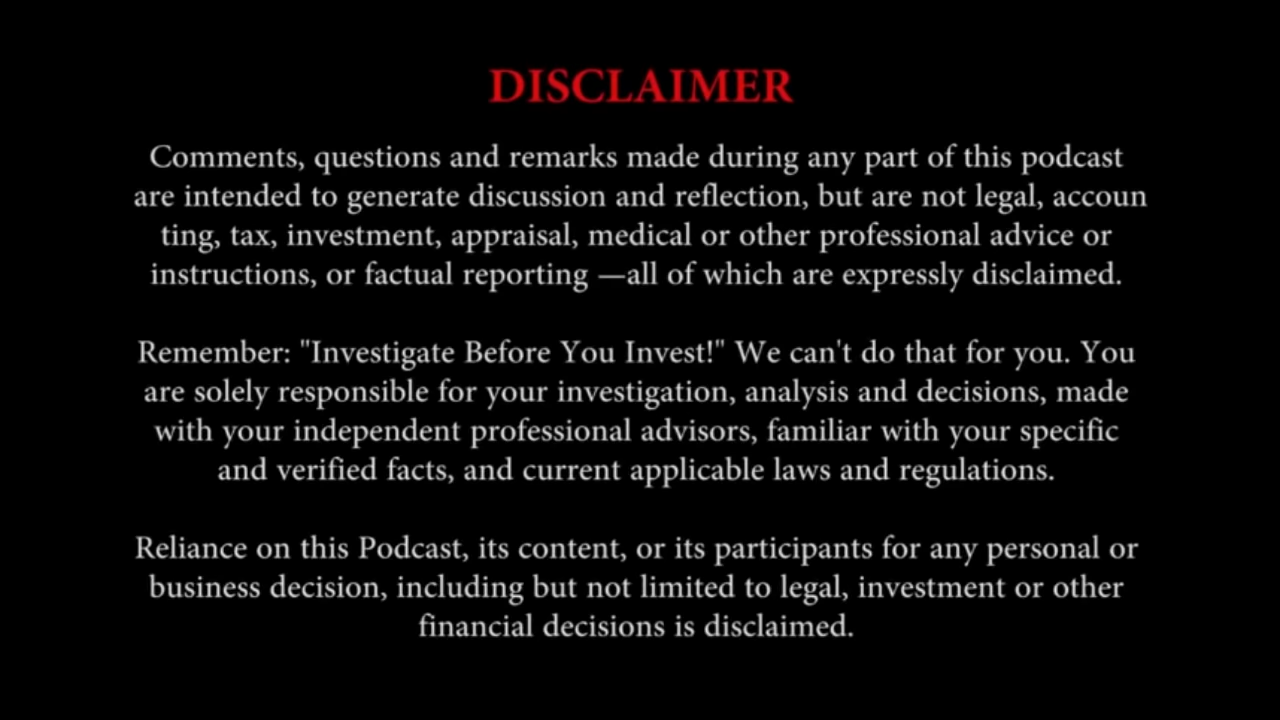 DISCLAIMER
Comments, questions and remarks made during any part of this podcast
are intended to generate discussion and reflection, but are not legal, accoun
ting, tax, investment, appraisal, medical or other professional advice or
instructions, or factual reporting —all of which are expressly disclaimed.
Remember: "Investigate Before You Invest!" We can't do that for you. You
are solely responsible for your investigation, analysis and decisions, made
with your independent professional advisors, familiar with your specific
and verified facts, and current applicable laws and regulations.
Reliance on this Podcast, its content, or its participants for any personal or
business decision, including but not limited to legal, investment or other
financial decisions is disclaimed.